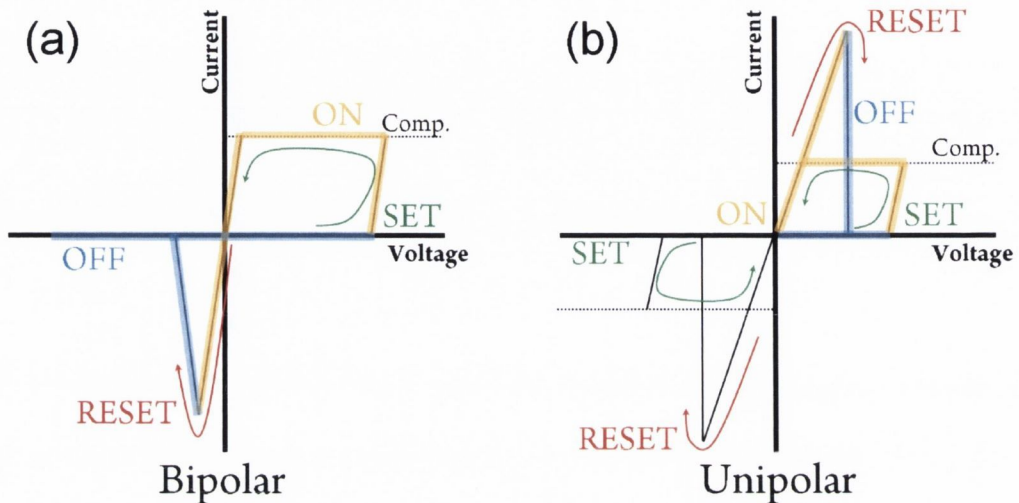 (a)
Current
ON
Comp.
SET
Voltage
OFF
RESET
Bipolar
(b)
Current
RESET
OFF
Comp.
ON
SET
Voltage
SET
RESET
Unipolar